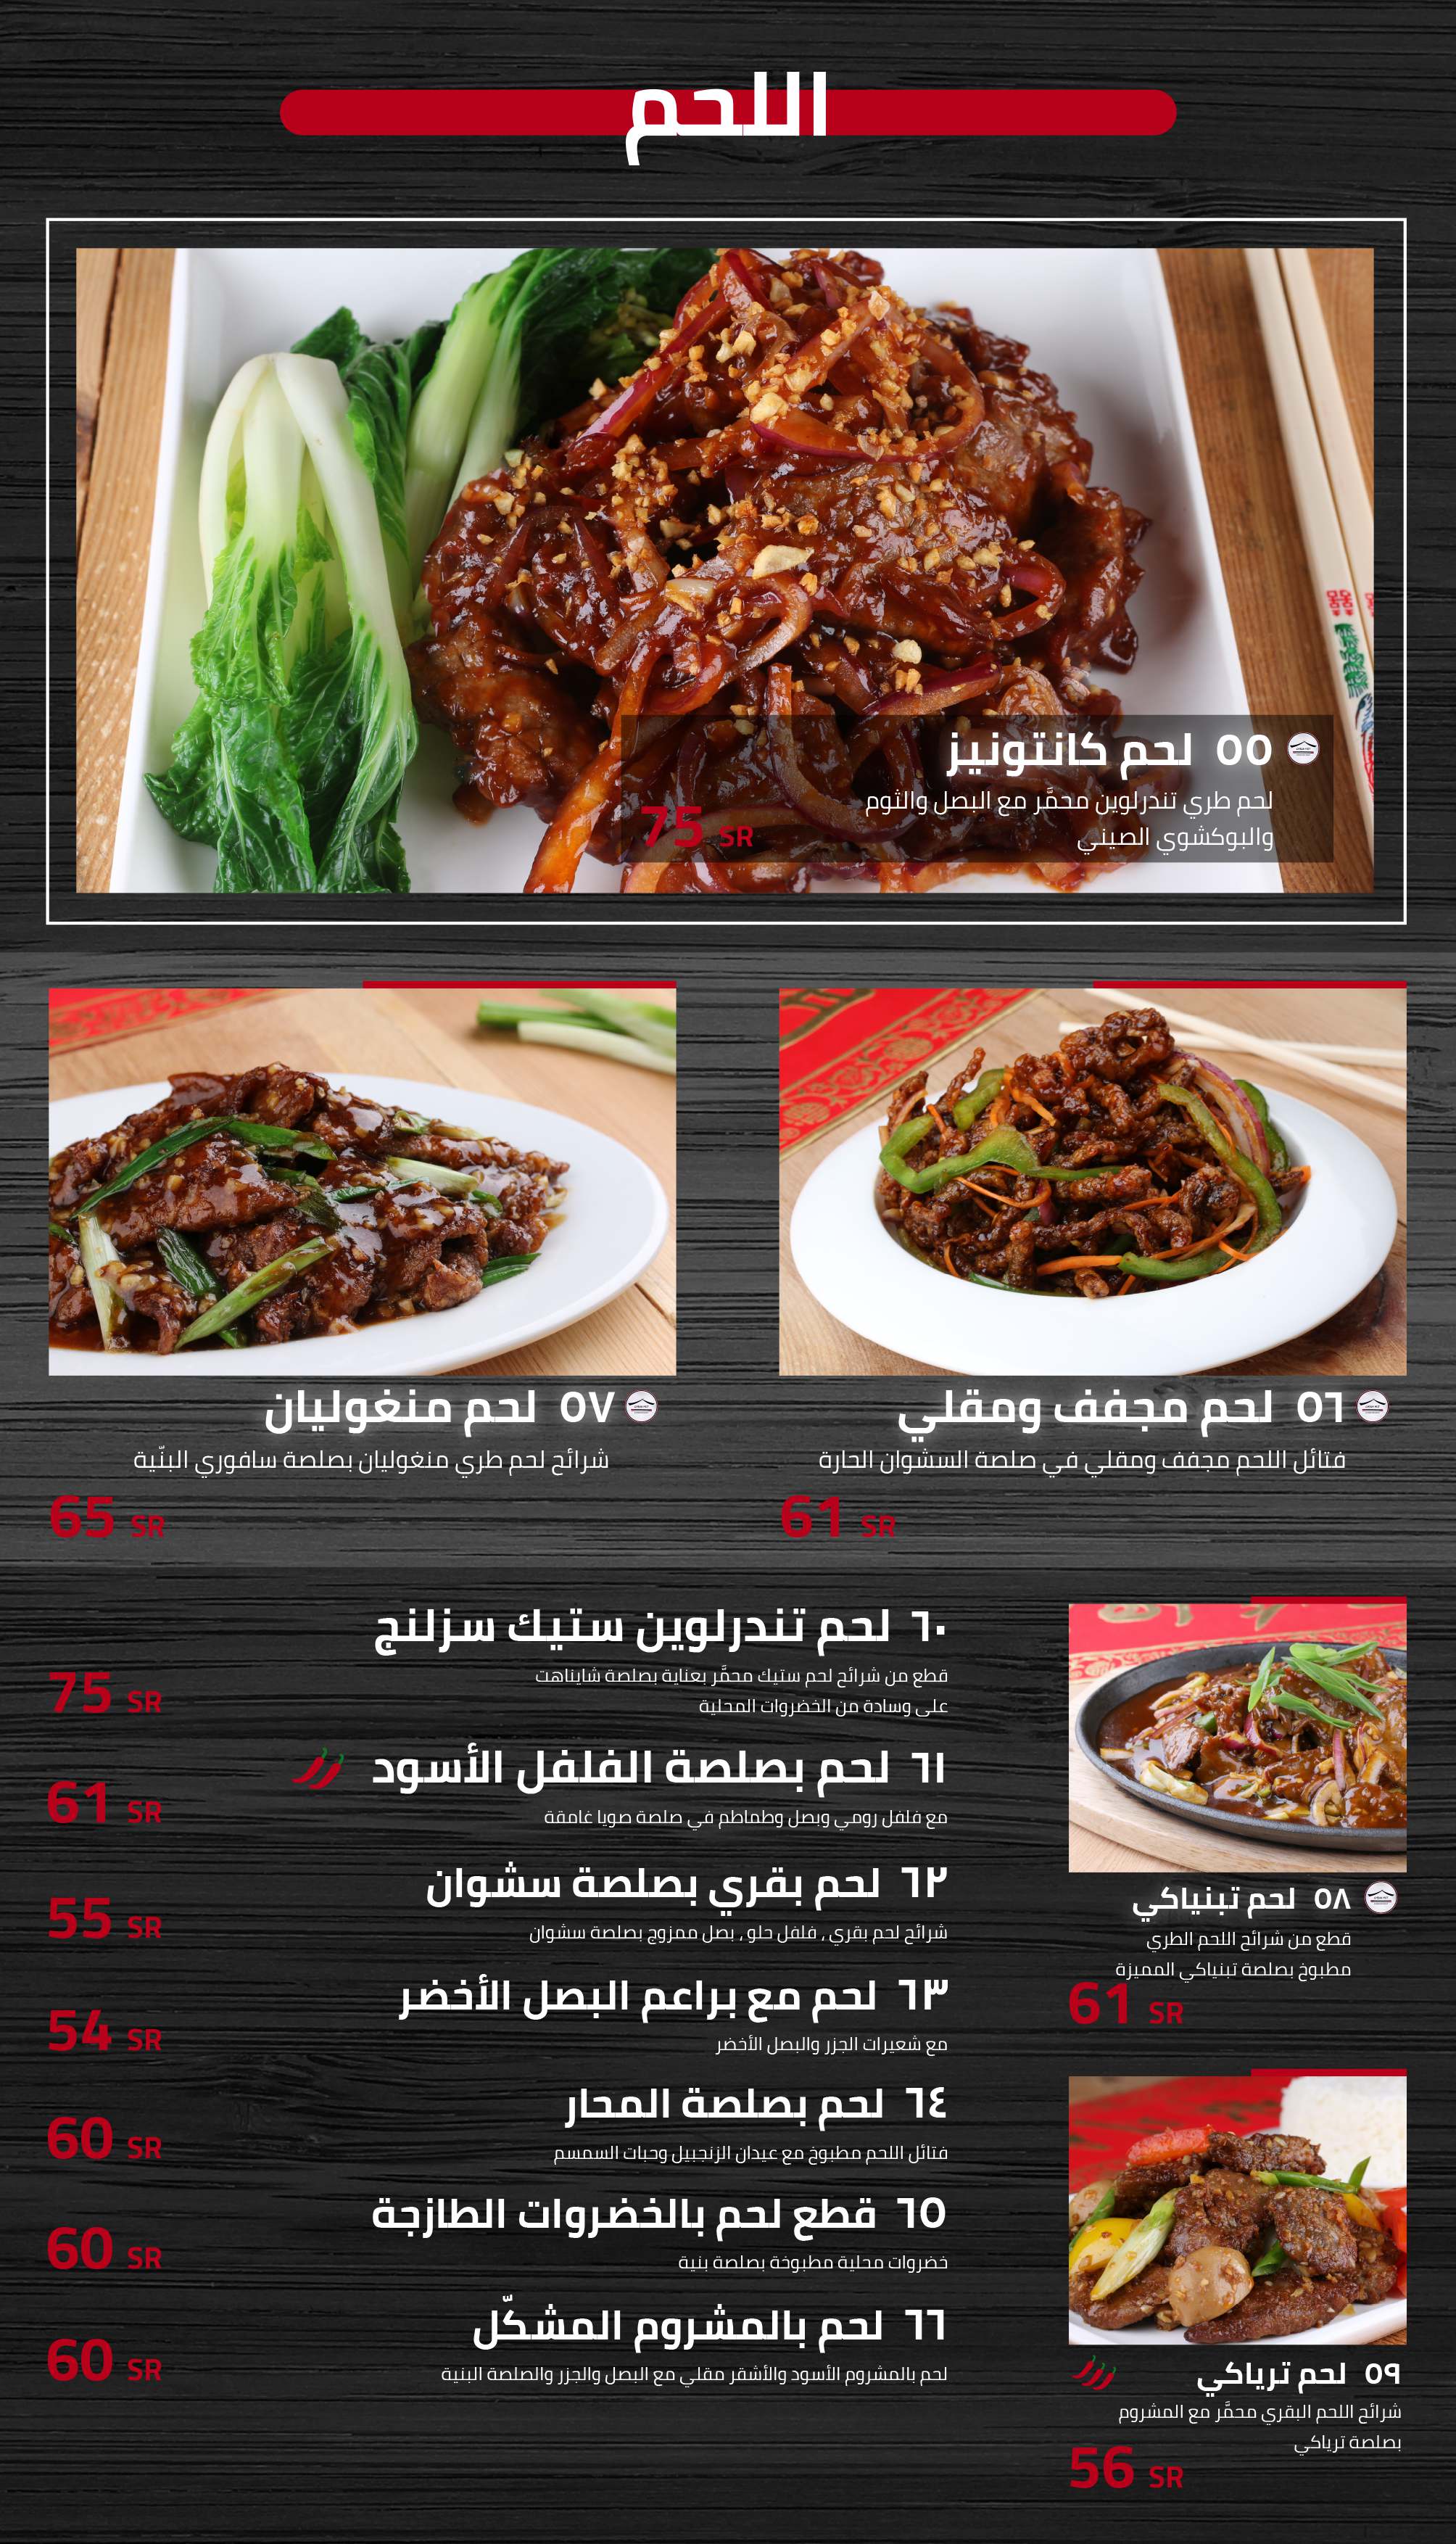 اللحم
٥٥ لحم كانتونيز
لحم طري تندرلوين محمَّر مع البصل والثوم
والبوكشوي الصيني
75 SR
٥٦ لحم مجفف ومقلي
فتائل اللحم مجفف ومقلي في صلصة السشوان الحارة
61 SR
٥٧ لحم منغوليان
شرائح لحم طري منغوليان بصلصة سافوري البنّية
65 SR
٥٨ لحم تبنياكي
قطع من شرائح اللحم الطري
مطبوخ بصلصة تبنياكي المميزة
61 SR
٥٩ لحم ترياكي
شرائح اللحم البقري محمَّر مع المشروم
بصلصة ترياكي
56 SR
٦٠ لحم تندرلوين ستيك سزلنج
قطع من شرائح لحم ستيك محمَّر بعناية بصلصة شايناهت
على وسادة من الخضروات المحلية
75 SR
٦١ لحم بصلصة الفلفل الأسود
مع فلفل رومي وبصل وطماطم في صلصة صويا غامقة
61 SR
٦٢ لحم بقري بصلصة سشوان
شرائح لحم بقري , فلفل حلو , بصل ممزوج بصلصة سشوان
55 SR
٦٣ لحم مع براعم البصل الأخضر
مع شعيرات الجزر والبصل الأخضر
54 SR
٦٤ لحم بصلصة المحار
فتائل اللحم مطبوخ مع عيدان الزنجبيل وحبات السمسم
60 SR
٦٥ قطع لحم بالخضروات الطازجة
خضروات محلية مطبوخة بصلصة بنية
60 SR
٦٦ لحم بالمشروم المشكّل
لحم بالمشروم الأسود والأشقر مقلي مع البصل والجزر والصلصة البنية
60 SR